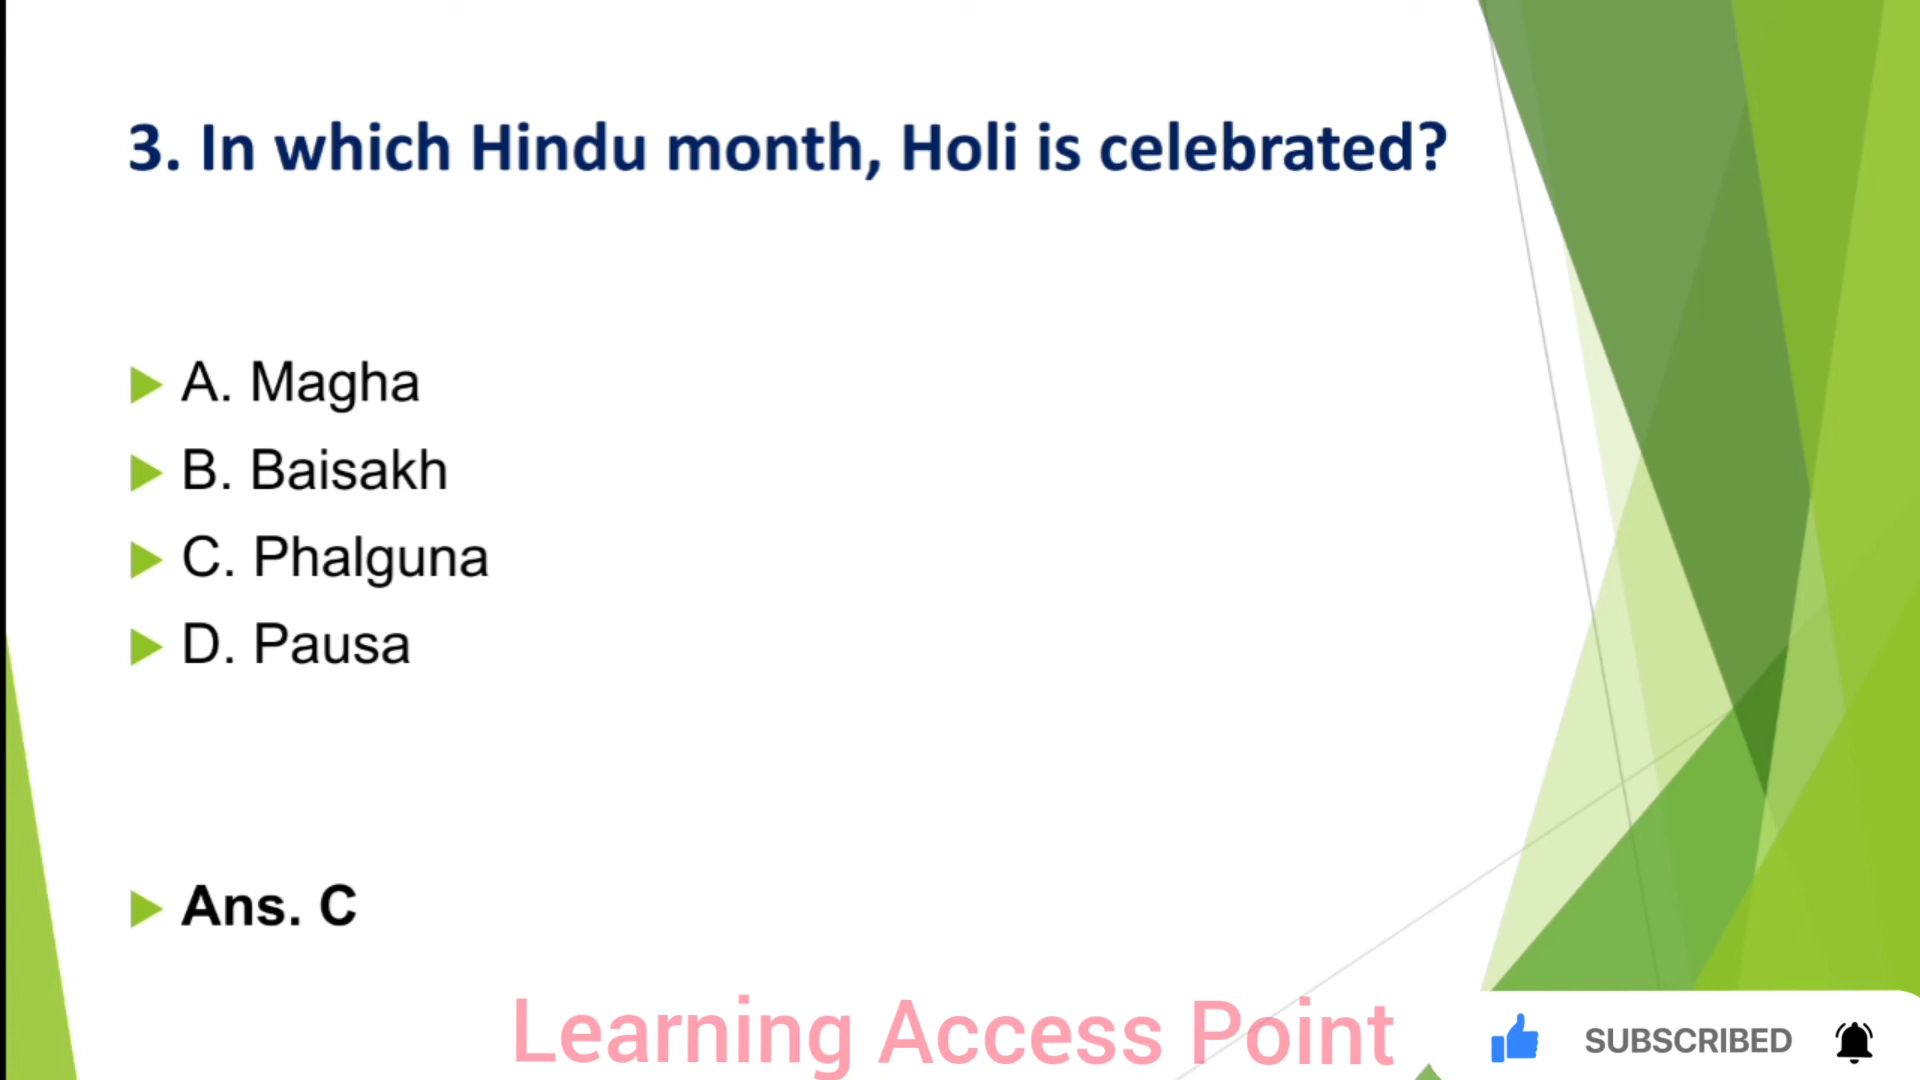 3. In which Hindu month, Holi is celebrated?
A. Magha
B. Baisakh
C. Phalguna
D. Pausa
Ans. C
Learning Access Point
SUBSCRIBED